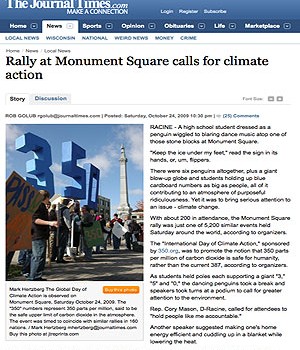 The Journal Times.com
MAKE A CONNECTION
Home News Sports Opinion Obituaries Life Marketplace
LOCAL NEWS WISCONSIN NATIONAL WEIRD NEWS MONEY CRIME
Home / News / Local News
Rally at Monument Square calls for climate
action
Story Discussion
Font Size:
ROB GOLUB rgolub@journaltimes.com | Posted: Saturday, October 24, 2009 10:30 pm | (25) Comments
350
Mark Hertzberg The Global Day of
Climate Action is observed on
Monument Square, Saturday October 24, 2009. The
"350" numbers represent 350 parts per million, said to be
the safe upper limit of carbon dioxide in the atmosphere.
The event was timed to coincide with similar rallies in 160
nations. / Mark Hertzberg mhertzberg@journaltimes.com
Buy this photo at jtreprints.com
Buy this photo
RACINE - A high school student dressed as a
penguin wiggled to blaring dance music atop one of
those stone blocks at Monument Square.
"Keep the ice under my feet," read the sign in its
hands, or, um, flippers.
There were six penguins altogether, plus a giant
blow-up globe and students holding up blue
cardboard numbers as big as people, all of it
contributing to an atmosphere of purposeful
ridiculousness. Yet it was to bring serious attention to
an issue - climate change.
With about 200 in attendance, the Monument Square
rally was just one of 5,200 similar events held
Saturday around the world, according to organizers.
The "International Day of Climate Action," sponsored
by 350.org, was to promote the notion that 350 parts
per million of carbon dioxide is safe for humanity,
rather than the current 387, according to organizers.
As students held poles each supporting a giant "3,"
"5" and "0," the dancing penguins took a break and
speakers took turns at a podium to call for greater
attention to the environment.
Rep. Cory Mason, D-Racine, called for attendees to
"hold people like me accountable."
Another speaker suggested making one's home
energy efficient and cuddling up in a blanket while
lowering the heat.